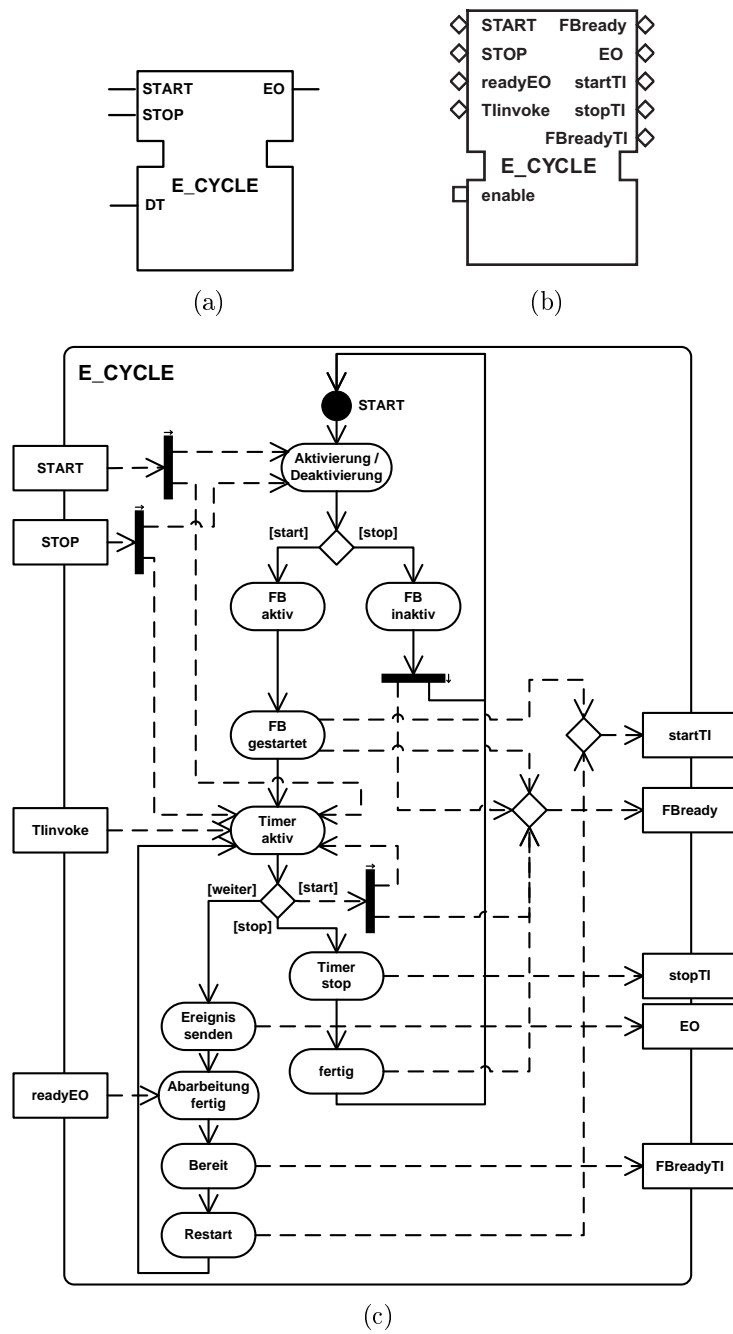 START EO
STOP
E_CYCLE
DT
(a)
START FBready
STOP EO
readyEO startTI
TIinvoke stopTI
FBreadyTI
E_CYCLE
enable
(b)
E_CYCLE
START
START
Aktivierung /
Deaktivierung
STOP
[start] [stop]
FB
aktiv
FB
inaktiv
FB
gestartet
startTI
FBready
TIinvoke
Timer
aktiv
[weiter] [start]
[stop]
Timer
stop
stopTI
Ereignis
senden
EO
fertig
readyEO
Abarbeitung
fertig
Bereit
FBreadyTI
Restart
(c)